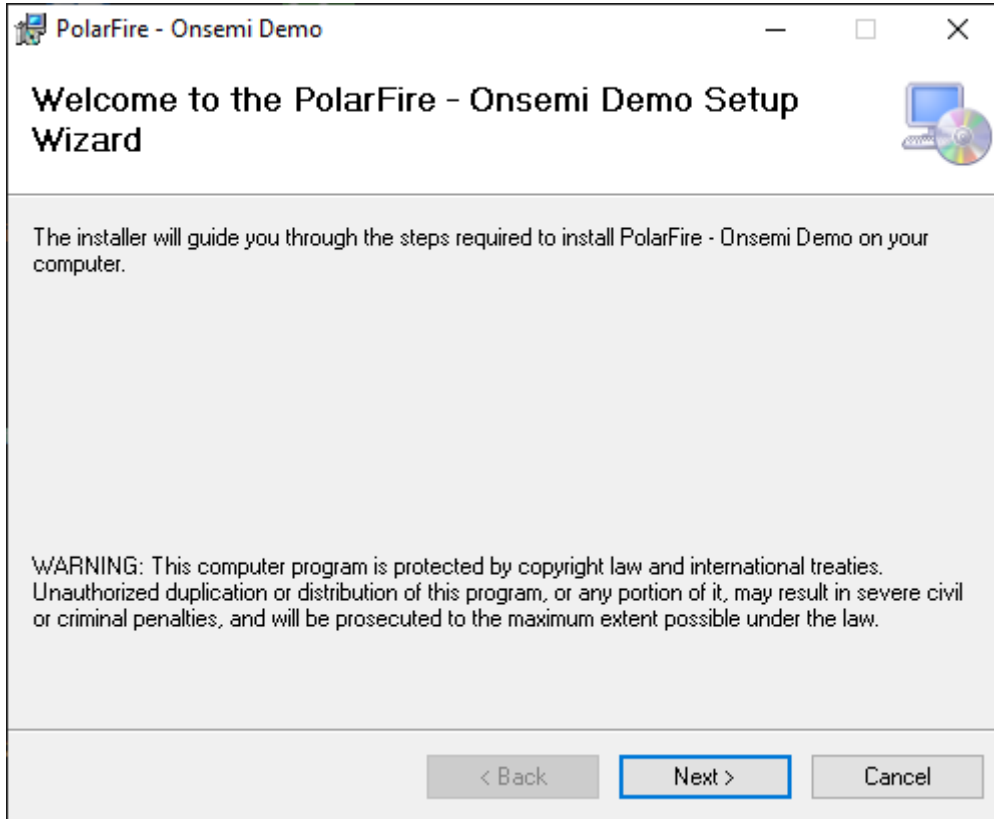 PolarFire - Onsemi Demo
Welcome to the PolarFire - Onsemi Demo Setup
Wizard
The installer will guide you through the steps required to install PolarFire - Onsemi Demo on your
computer.
WARNING: This computer program is protected by copyright law and international treaties.
Unauthorized duplication or distribution of this program, or any portion of it, may result in severe civil
or criminal penalties, and will be prosecuted to the maximum extent possible under the law.
< Back
Next >
Cancel